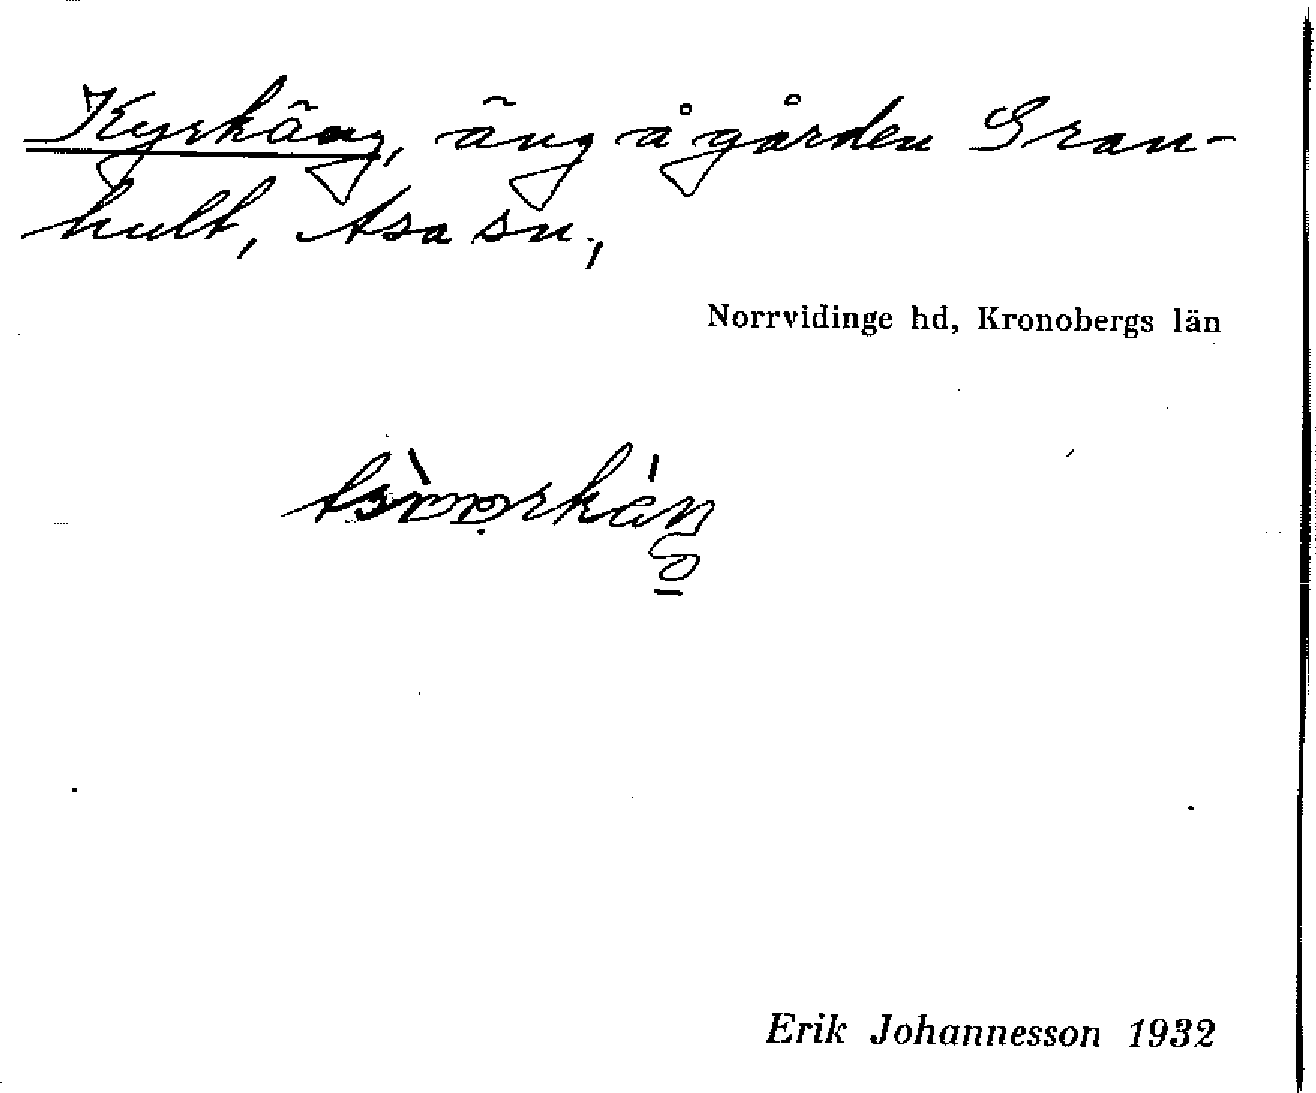 Kyrkäng, äng å gården Gran-
hult, Asa sn,
Norrvidinge hd, Kronobergs län
Erik Johannesson 1932